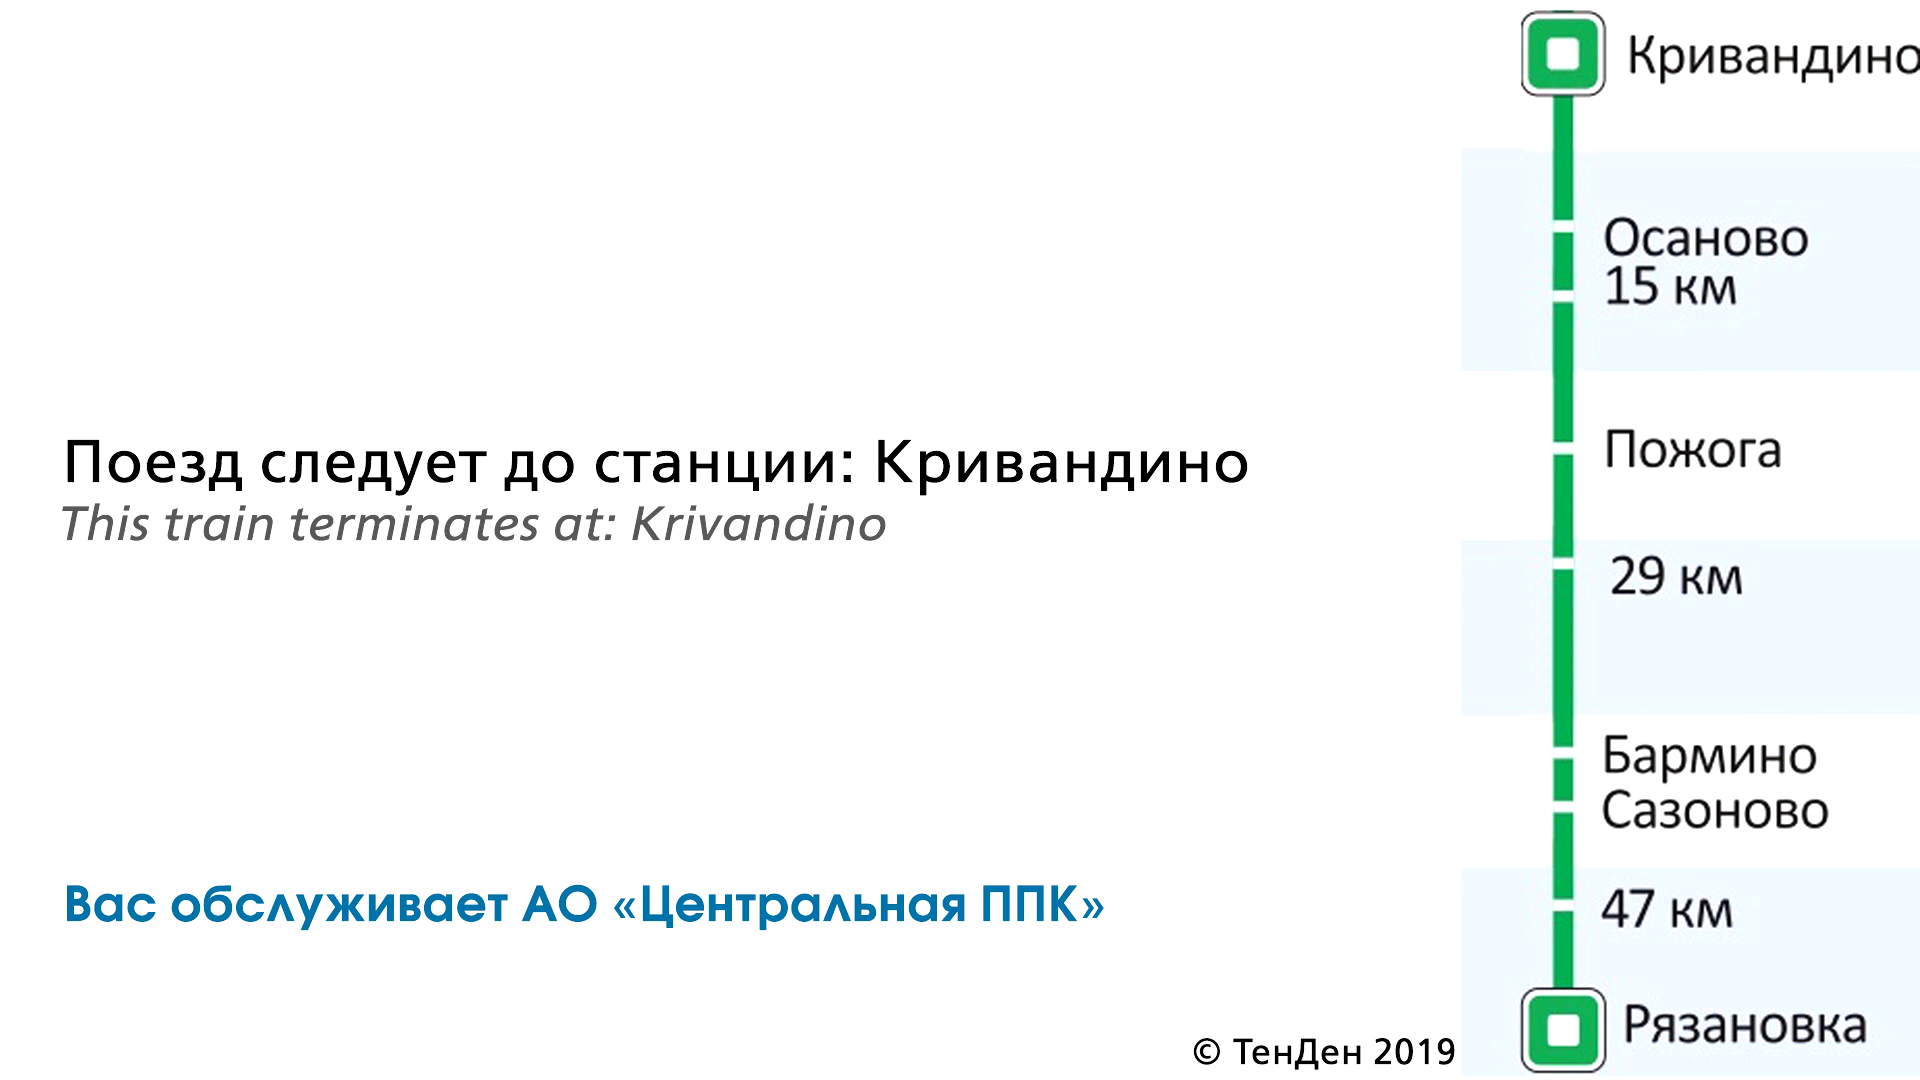 Поезд следует до станции: Кривандино
This train terminates at: Krivandino
Вас обслуживает АО «Центральная ППК»
© ТенДен 2019
Кривандино
Осаново
15 км
Пожога
29 км
Бармино
Сазоново
47 км
Рязановка